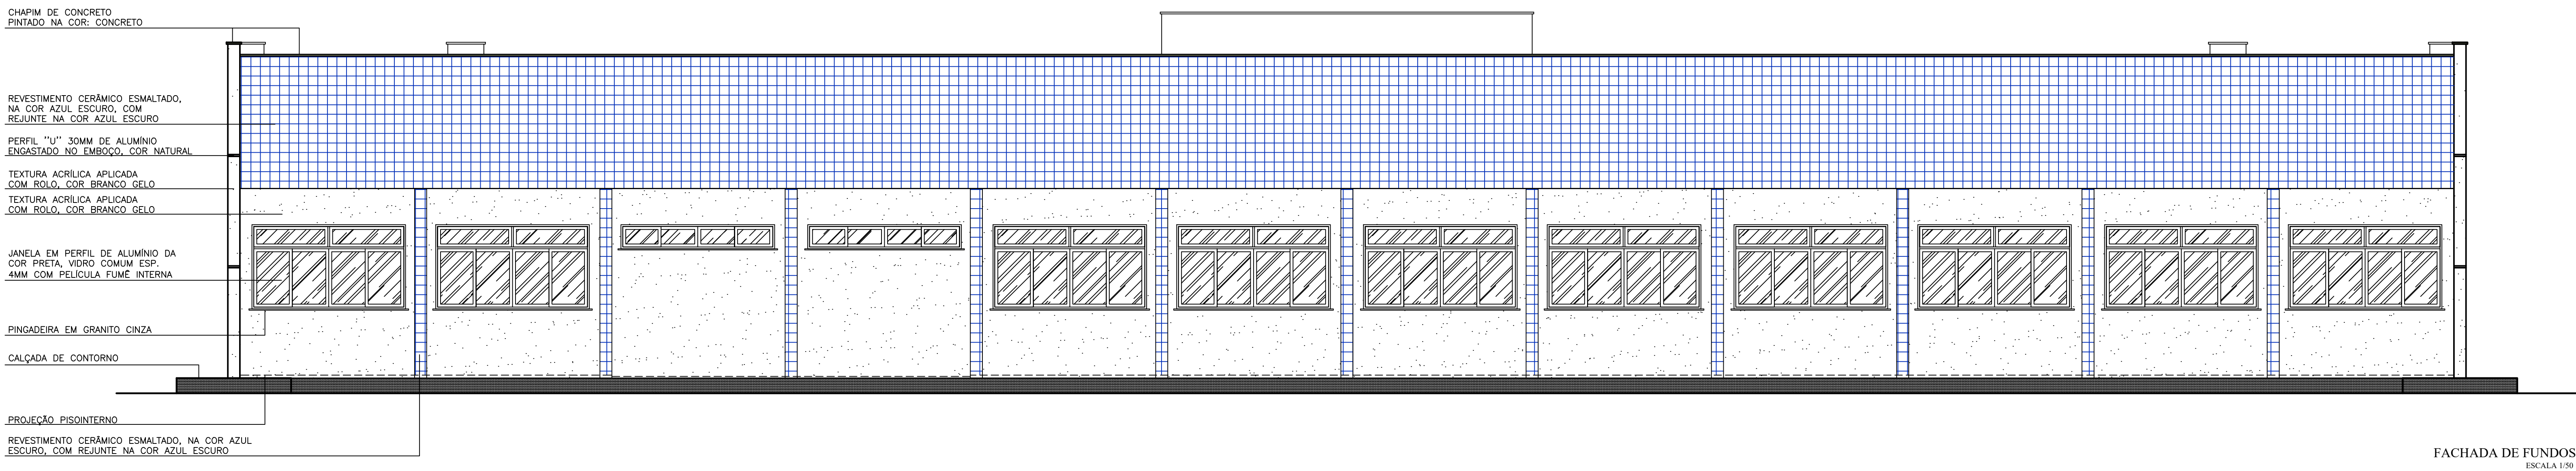 CHAPIM DE CONCRETO
PINTADO NA COR: CONCRETO
REVESTIMENTO CERÂMICO ESMALTADO,
NA COR AZUL ESCURO, COM
REJUNTE NA COR AZUL ESCURO
PERFIL "U" 30MM DE ALUMÍNIO
ENGASTADO NO EMBOÇO, COR NATURAL
TEXTURA ACRÍLICA APLICADA
COM ROLO, COR BRANCO GELO
TEXTURA ACRÍLICA APLICADA
COM ROLO, COR BRANCO GELO
JANELA EM PERFIL DE ALUMÍNIO DA
COR PRETA, VIDRO COMUM ESP.
4MM COM PELÍCULA FUMÊ INTERNA
PINGADEIRA EM GRANITO CINZA
CALÇADA DE CONTORNO
PROJEÇÃO PISOINTERNO
REVESTIMENTO CERÂMICO ESMALTADO, NA COR AZUL
ESCURO, COM REJUNTE NA COR AZUL ESCURO
FACHADA DE FUNDOS
ESCALA 1/50